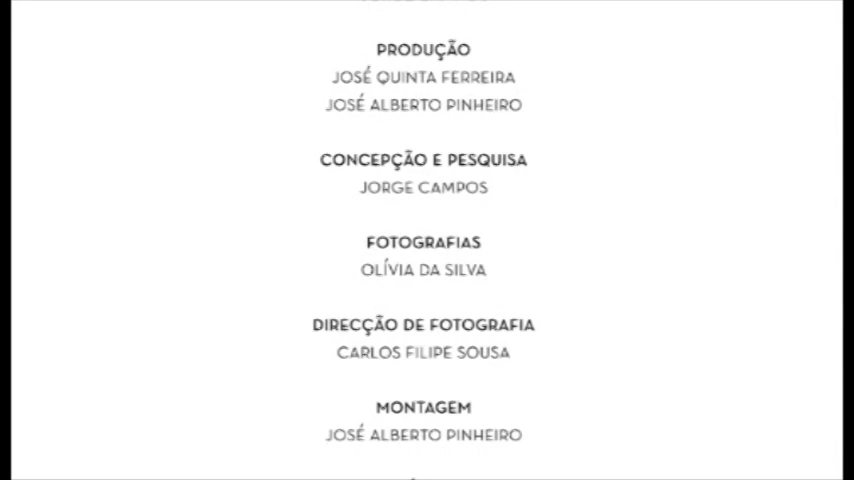 PRODUÇÃO
JOSÉ QUINTA FERREIRA
JOSÉ ALBERTO PINHEIRO
CONCEPÇÃO E PESQUISA
JORGE CAMPOS
FOTOGRAFIAS
OLÍVIA DA SILVA
DIRECÇÃO DE FOTOGRAFIA
CARLOS FILIPE SOUSA
MONTAGEM
JOSÉ ALBERTO PINHEIRO